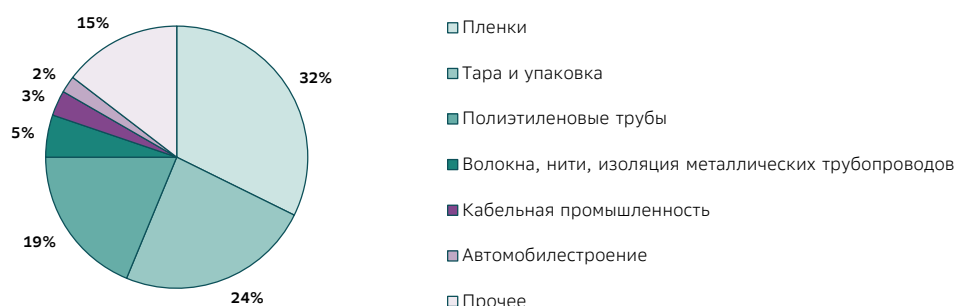 15%
2%
3%
5%
19%
24%
32%
Пленки
Тара и упаковка
Полиэтиленовые трубы
Волокна, нити, изоляция металлических трубопроводов
Кабельная промышленность
Автомобилестроение
Прочее